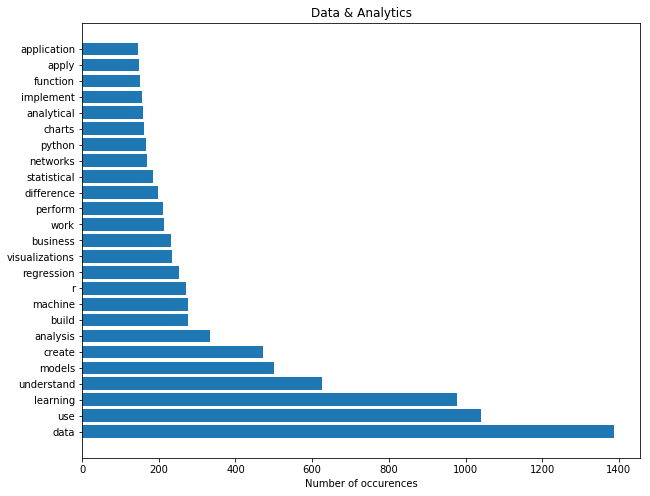 Data & Analytics
application
apply
function
implement
analytical
charts
python
networks
statistical
difference
perform
work
business
visualizations
regression
r
machine
build
analysis
create
models
understand
learning
use
data
0 200 400 600 800 1000 1200 1400
Number of occurences